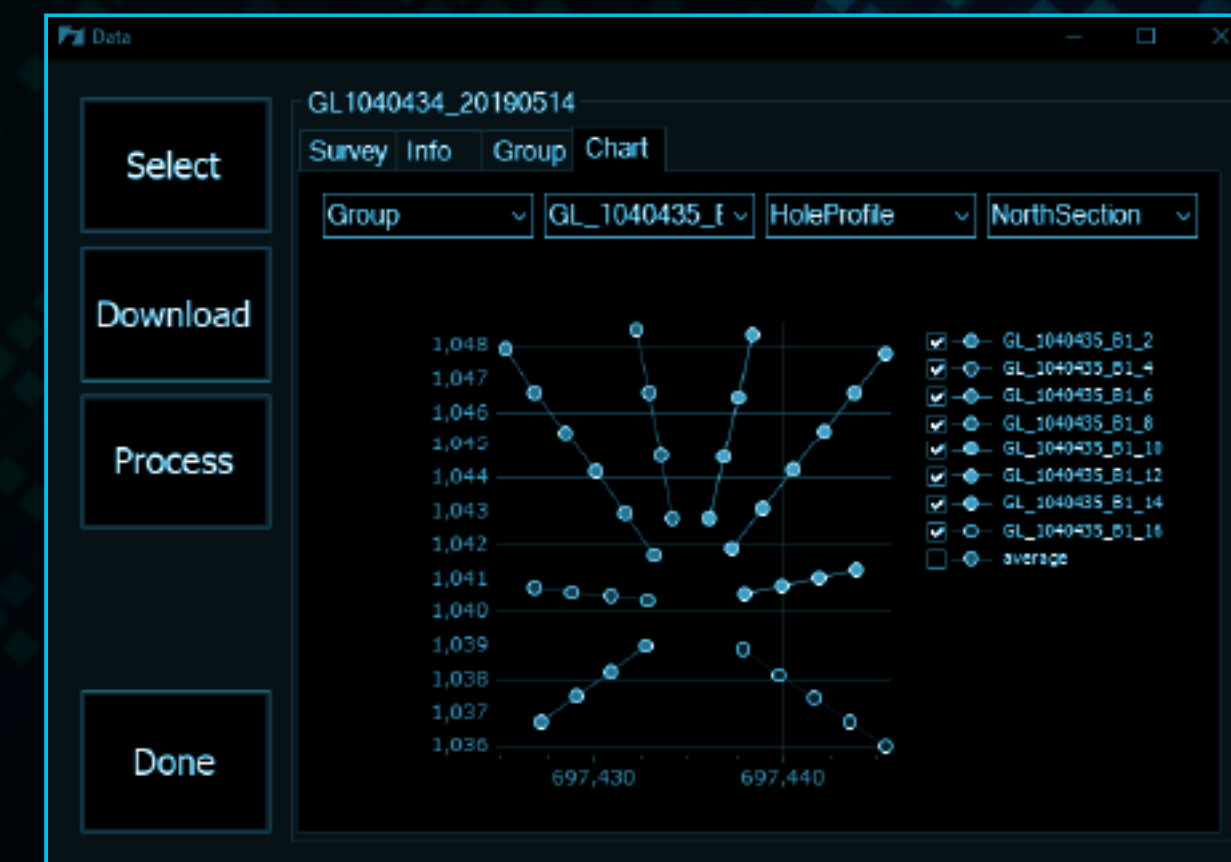 Data
GL1040434_20190514
Select
Download
Process
Done
Survey Info Group Chart
Group GL_1040435_ HoleProfile NorthSection
1,048
1,047
1,046
1,045
1,044
1,043
1,042
1,041
1,040
1,039
1,038
1,037
1,036
697,430 697,440
GL_1040435_B1_2
GL_1040435_B1_4
GL_1040435_B1_6
GL_1040435_B1_8
GL_1040435_B1_10
GL_1040435_B1_12
GL_1040435_B1_14
GL_1040435_B1_16
average